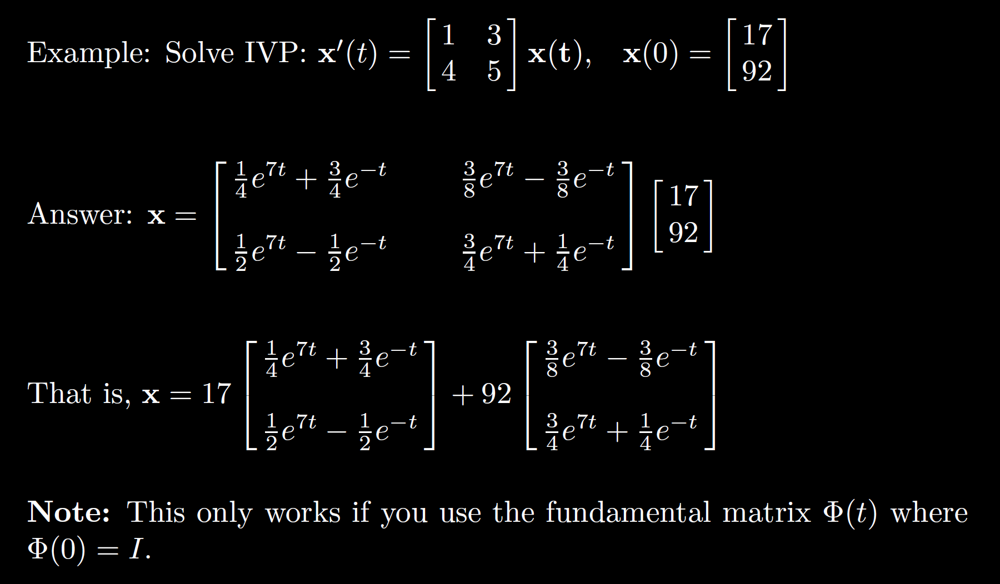 Example: Solve IVP: $\mathbf{x}'(t) = \begin{bmatrix} 1 & 3 \\ 4 & 5 \end{bmatrix} \mathbf{x}(\mathbf{t}), \quad \mathbf{x}(0) = \begin{bmatrix} 17 \\ 92 \end{bmatrix}$
Answer: $\mathbf{x} = \begin{bmatrix} \frac{1}{4}e^{7t} + \frac{3}{4}e^{-t} & \frac{3}{8}e^{7t} - \frac{3}{8}e^{-t} \\ \frac{1}{2}e^{7t} - \frac{1}{2}e^{-t} & \frac{3}{4}e^{7t} + \frac{1}{4}e^{-t} \end{bmatrix} \begin{bmatrix} 17 \\ 92 \end{bmatrix}$
That is, $\mathbf{x} = 17 \begin{bmatrix} \frac{1}{4}e^{7t} + \frac{3}{4}e^{-t} \\ \frac{1}{2}e^{7t} - \frac{1}{2}e^{-t} \end{bmatrix} + 92 \begin{bmatrix} \frac{3}{8}e^{7t} - \frac{3}{8}e^{-t} \\ \frac{3}{4}e^{7t} + \frac{1}{4}e^{-t} \end{bmatrix}$
Note: This only works if you use the fundamental matrix $\Phi(t)$ where
$\Phi(0) = I$.